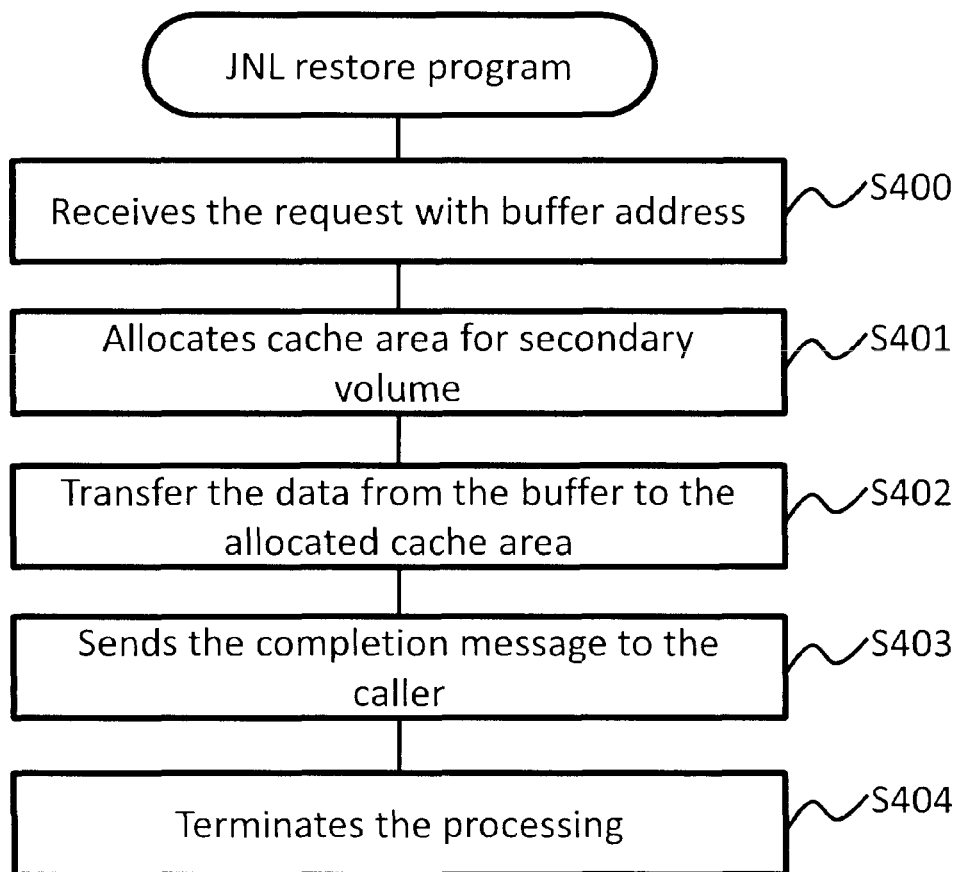 JNL restore program
Receives the request with buffer address
S400
Allocates cache area for secondary
volume
S401
Transfer the data from the buffer to the
allocated cache area
S402
Sends the completion message to the
caller
S403
Terminates the processing
S404